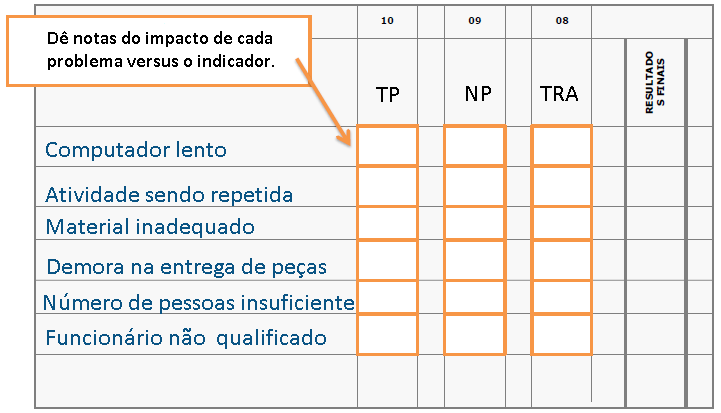 10 09 08
Dê notas do impacto de cada
problema versus o indicador.
TP NP TRA
RESULTADO
S FINAIS
Computador lento
Atividade sendo repetida
Material inadequado
Demora na entrega de peças
Número de pessoas insuficiente
Funcionário não qualificado